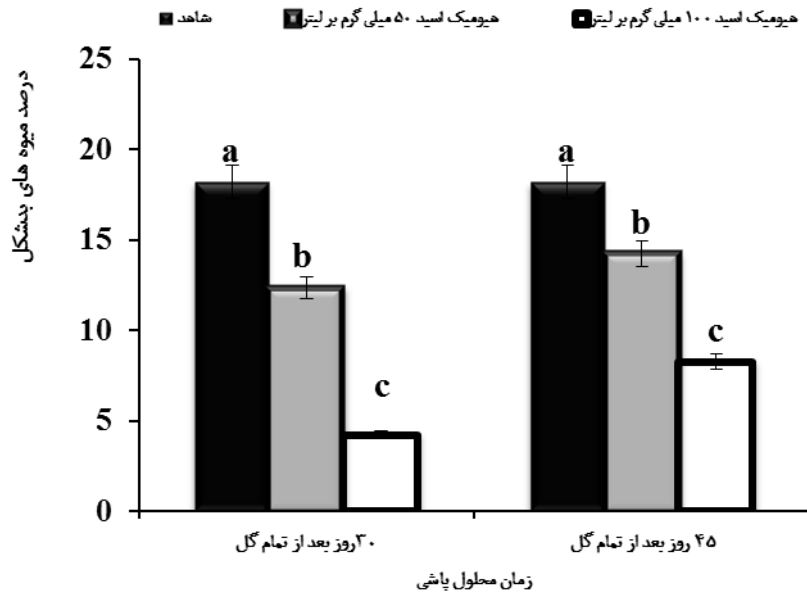 شاهد هیومیک اسید ۵۰ میلی گرم بر لیتر هیومیک اسید ۱۰۰ میلی گرم بر لیتر
درصد میوه های بدشکل
25
20
15
10
5
0
a
b
c
a
b
c
۳۰روز بعد از تمام گل
۴۵ روز بعد از تمام گل
زمان محلول پاشی